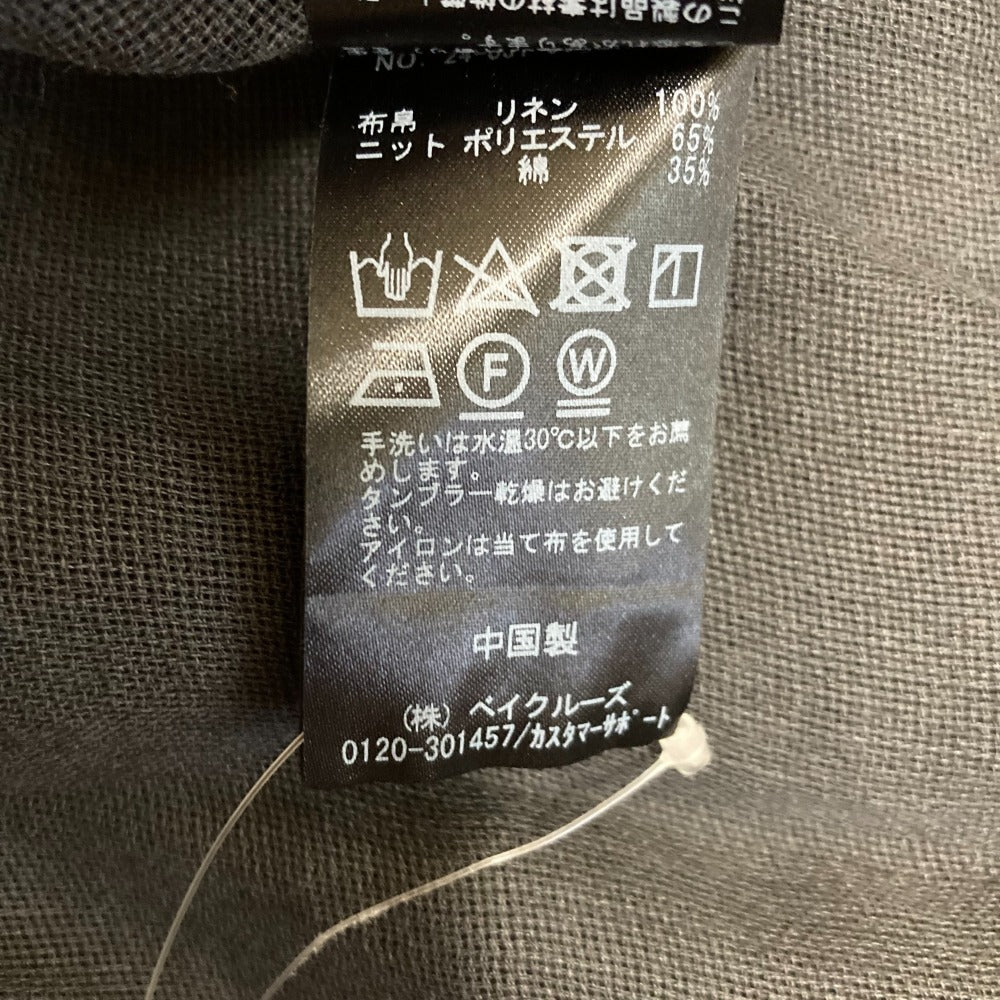 NO. 24-
布帛 リネン 100%
ニット ポリエステル 65%
綿 35%
F W
手洗いは水温30℃以下をお薦
めします。
タンブラー乾燥はお避けくだ
さい。
アイロンは当て布を使用して
ください。
中国製
(株) ベイクルーズ
0120-301457/カスタマーサポート